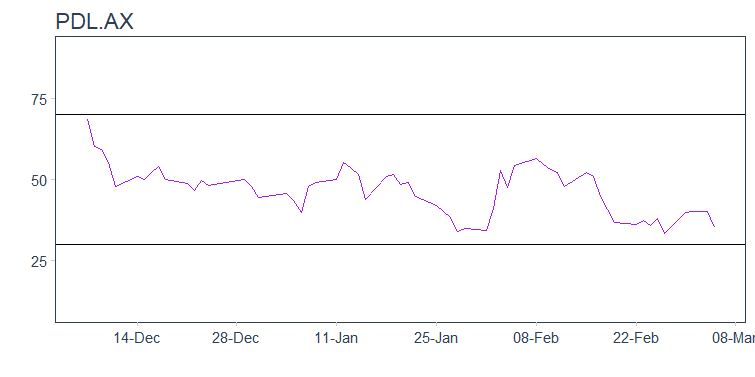 PDL.AX
75
50
25
14-Dec
28-Dec
11-Jan
25-Jan
08-Feb
22-Feb
08-Mar